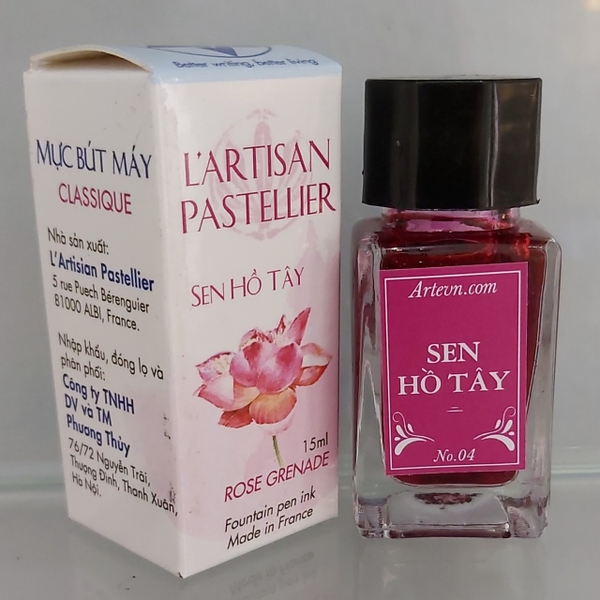 Better writing, better living!
MỰC BÚT MÁY
CLASSIQUE
Nhà sản xuất:
L'Artisian Pastellier
5 rue Puech Bérenguier
81000 ALBI, France.
Nhập khẩu, đóng lọ và
phân phối:
Công ty TNHH
DV và TM
Phương Thủy
76/72 Nguyễn Trãi,
Thượng Đình, Thanh Xuân,
Hà Nội.
L'ARTISAN
PASTELLIER
SEN HỒ TÂY
15ml
ROSE GRENADE
Fountain pen ink
Made in France
Artevn.com
SEN
HỒ TÂY
No.04